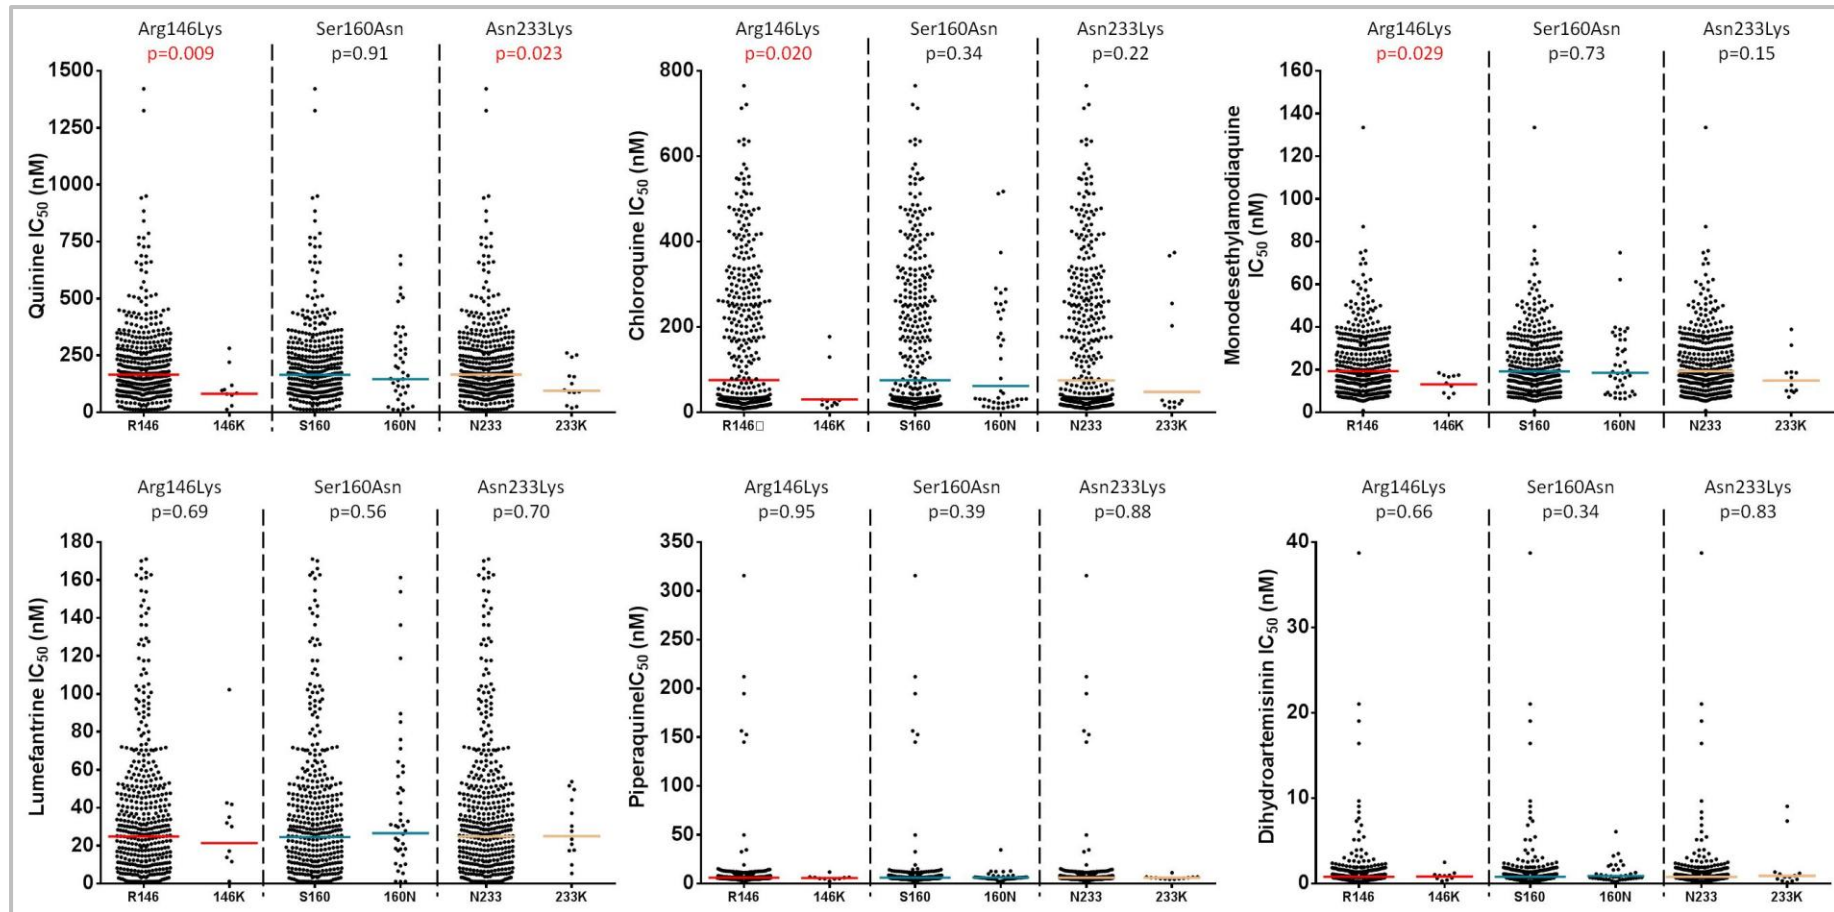 Arg146Lys Ser160Asn Asn233Lys
p=0.009 p=0.91 p=0.023
Quinine IC50 (nM)
1500
1250
1000
750
500
250
0
R146 146K S160 160N N233 233K
Arg146Lys Ser160Asn Asn233Lys
p=0.020 p=0.34 p=0.22
Chloroquine IC50 (nM)
800
600
400
200
0
R146□ 146K S160 160N N233 233K
Arg146Lys Ser160Asn Asn233Lys
p=0.029 p=0.73 p=0.15
Monodesethylamodiaquine
IC50 (nM)
160
140
120
100
80
60
40
20
0
R146 146K S160 160N N233 233K
Arg146Lys Ser160Asn Asn233Lys
p=0.69 p=0.56 p=0.70
Lumefantrine IC50 (nM)
180
160
140
120
100
80
60
40
20
0
R146 146K S160 160N N233 233K
Arg146Lys Ser160Asn Asn233Lys
p=0.95 p=0.39 p=0.88
PiperaquineIC50 (nM)
350
300
250
200
150
100
50
0
R146 146K S160 160N N233 233K
Arg146Lys Ser160Asn Asn233Lys
p=0.66 p=0.34 p=0.83
Dihydroartemisinin IC50 (nM)
40
30
20
10
0
R146 146K S160 160N N233 233K